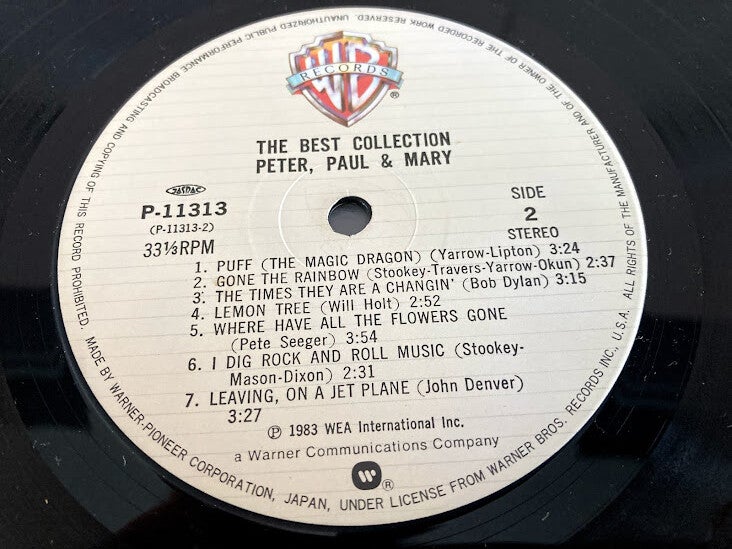 WB
RECORDS
®
THE BEST COLLECTION
PETER, PAUL & MARY
JASRAC
P-11313
(P-11313-2)
33⅓RPM
SIDE
2
STEREO
1. PUFF (THE MAGIC DRAGON) (Yarrow-Lipton) 3:24
2. GONE THE RAINBOW (Stookey-Travers-Yarrow-Okun) 2:37
3. THE TIMES THEY ARE A CHANGIN' (Bob Dylan) 3:15
4. LEMON TREE (Will Holt) 2:52
5. WHERE HAVE ALL THE FLOWERS GONE
(Pete Seeger) 3:54
6. I DIG ROCK AND ROLL MUSIC (Stookey-
Mason-Dixon) 2:31
7. LEAVING, ON A JET PLANE (John Denver)
3:27
℗ 1983 WEA International Inc.
a Warner Communications Company
®
MADE BY WARNER-PIONEER CORPORATION, JAPAN, UNDER LICENSE FROM WARNER BROS. RECORDS INC., U.S.A. ALL RIGHTS OF THE MANUFACTURER AND OF THE OWNER OF THE RECORDED WORK RESERVED. UNAUTHORIZED PUBLIC PERFORMANCE BROADCASTING AND COPYING OF THIS RECORD PROHIBITED.